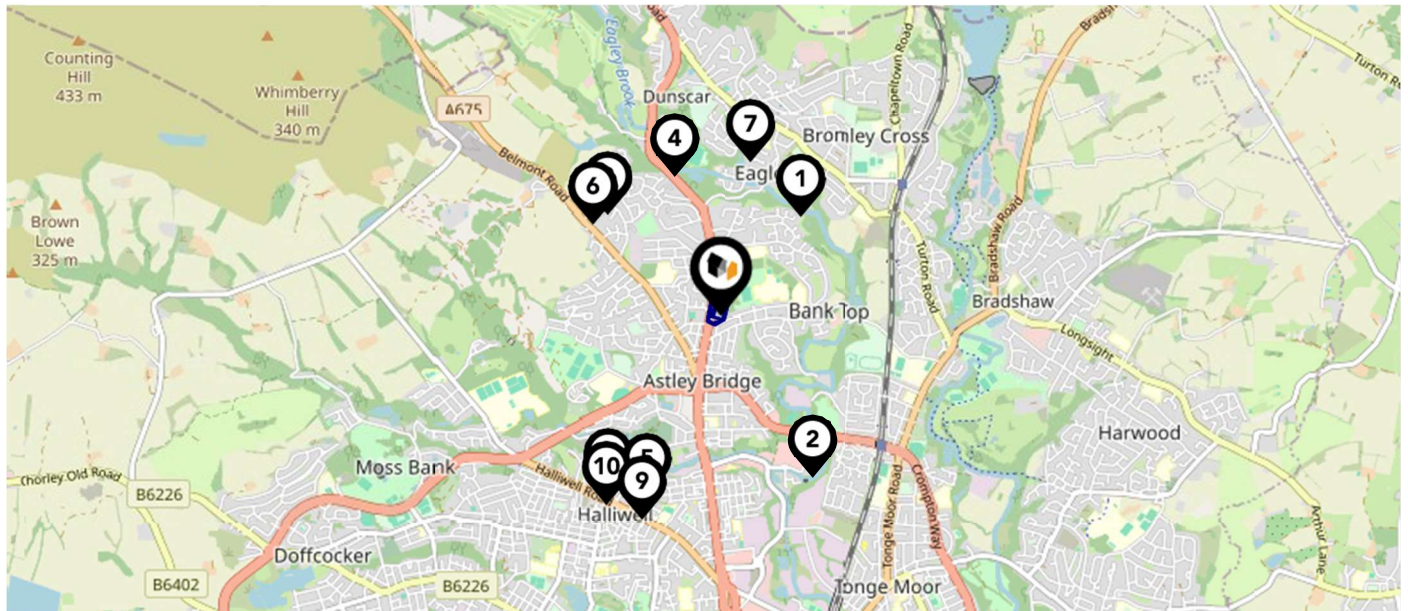 Counting
Hill
433 m
Whimberry
Hill
340 m
Brown
Lowe
325 m
A675
Belmont Road
Eagley Brook
Road
Dunscar
4
7
Bromley Cross
Chapeltown Road
Turton
6
1
Bank Top
Turton Road
Bradshaw Road
Bradshaw
Longsight
Astley Bridge
2
Harwood
Moss Bank
Halliwell
10
5
9
Chorley Old Road
B6226
Doffcocker
B6402
B6226
Tonge Moor Road
Crompton Way
Tonge Moor
Arthur Lane